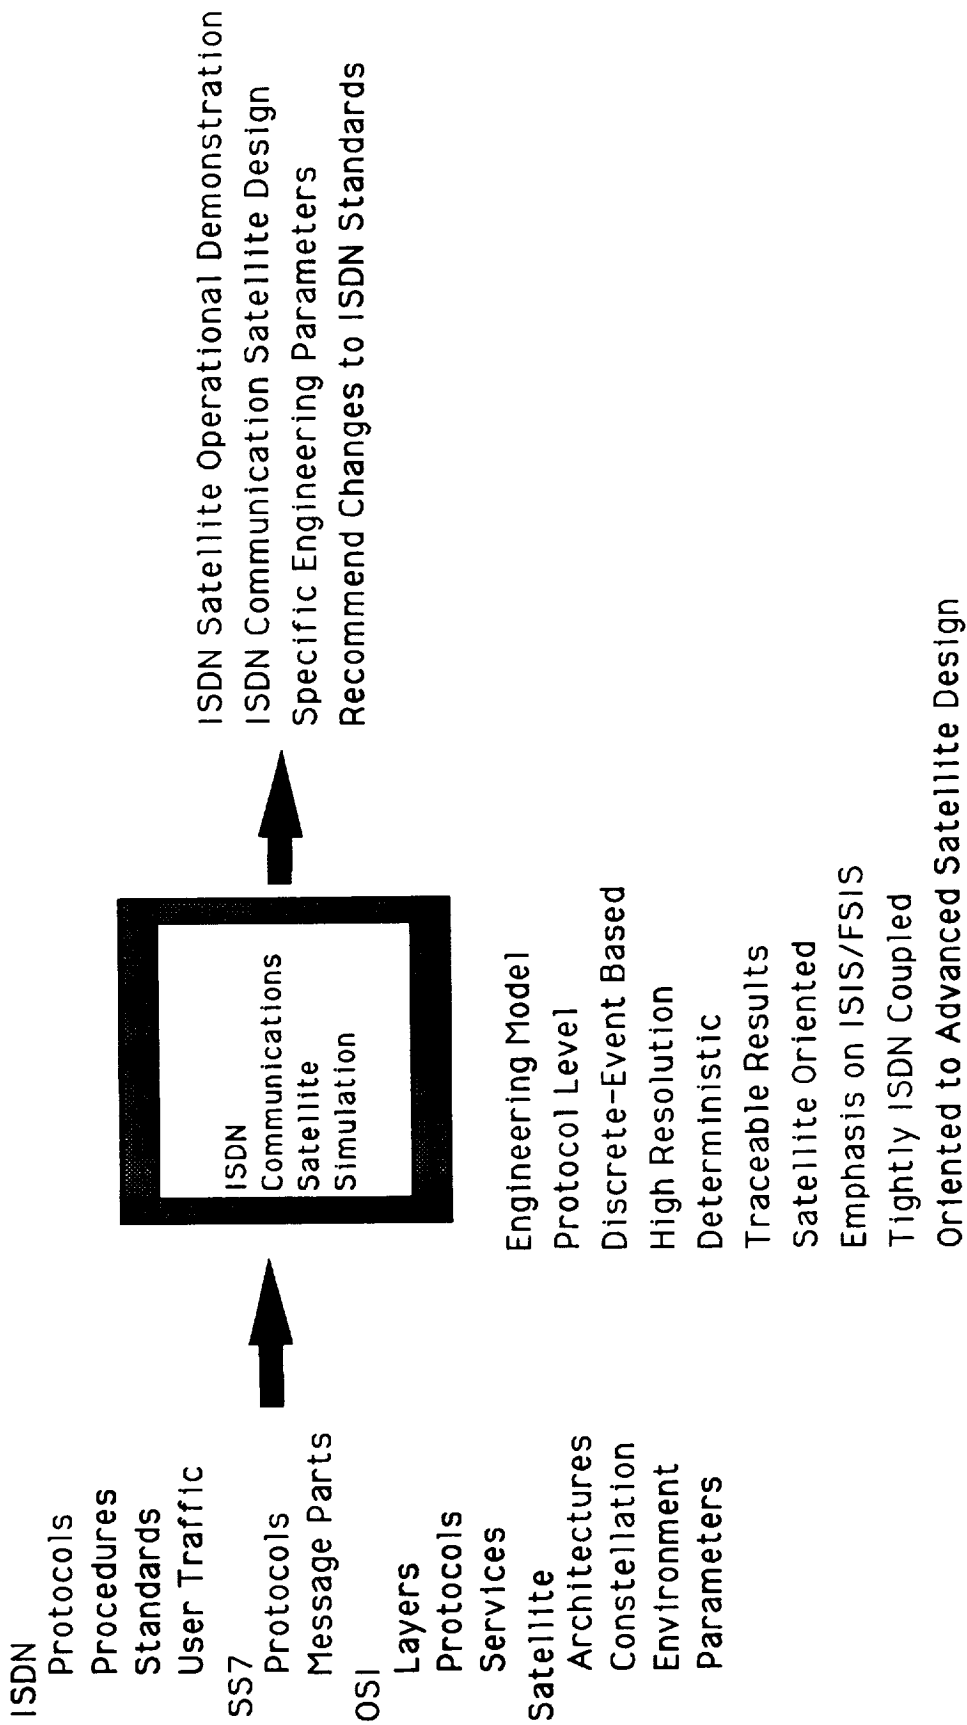 ISDN
Protocols
Procedures
Standards
User Traffic
SS7
Protocols
Message Parts
OSI
Layers
Protocols
Services
Satellite
Architectures
Constellation
Environment
Parameters
ISDN
Communications
Satellite
Simulation
Engineering Model
Protocol Level
Discrete-Event Based
High Resolution
Deterministic
Traceable Results
Satellite Oriented
Emphasis on ISIS/FSIS
Tightly ISDN Coupled
Oriented to Advanced Satellite Design
ISDN Satellite Operational Demonstration
ISDN Communication Satellite Design
Specific Engineering Parameters
Recommend Changes to ISDN Standards